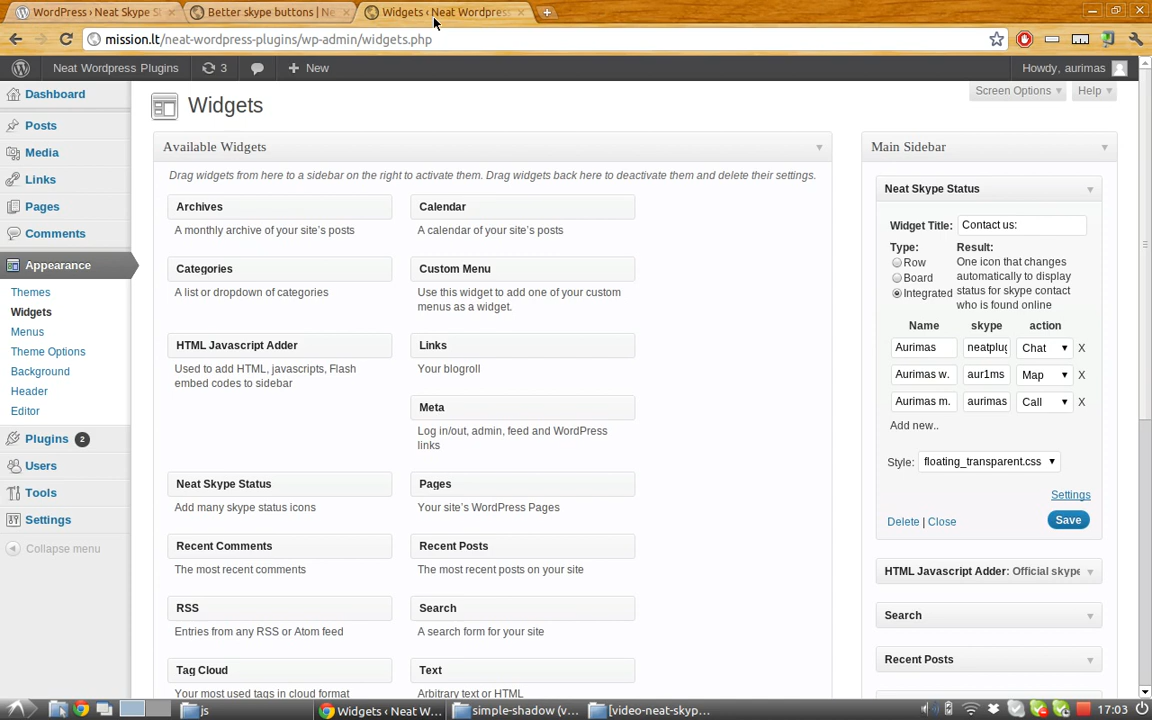 WordPress › Neat Skype S
Better skype buttons | Ne
Widgets ‹ Neat Wordpres
mission.lt/neat-wordpress-plugins/wp-admin/widgets.php
Neat Wordpress Plugins
3
New
Howdy, aurimas
Dashboard
Posts
Media
Links
Pages
Comments
Appearance
Themes
Widgets
Menus
Theme Options
Background
Header
Editor
Plugins 2
Users
Tools
Settings
Collapse menu
Screen Options
Help
Widgets
Available Widgets
Drag widgets from here to a sidebar on the right to activate them. Drag widgets back here to deactivate them and delete their settings.
Archives
A monthly archive of your site's posts
Calendar
A calendar of your site's posts
Categories
A list or dropdown of categories
Custom Menu
Use this widget to add one of your custom
menus as a widget.
HTML Javascript Adder
Used to add HTML, javascripts, Flash
embed codes to sidebar
Links
Your blogroll
Meta
Log in/out, admin, feed and WordPress
links
Neat Skype Status
Add many skype status icons
Pages
Your site's WordPress Pages
Recent Comments
The most recent comments
Recent Posts
The most recent posts on your site
RSS
Entries from any RSS or Atom feed
Search
A search form for your site
Tag Cloud
Your most used tags in cloud format
Text
Arbitrary text or HTML
Main Sidebar
Neat Skype Status
Widget Title: Contact us:
Type:
Row
Board
Integrated
Result:
One icon that changes
automatically to display
status for skype contact
who is found online
Name skype action
Aurimas neatplug Chat X
Aurimas w. aur1ms Map X
Aurimas m. aurimas Call X
Add new..
Style: floating_transparent.css
Settings
Delete | Close
Save
HTML Javascript Adder: Official skype
Search
Recent Posts
js
Widgets ‹ Neat W...
simple-shadow (v...
[video-neat-skyp...
17:03